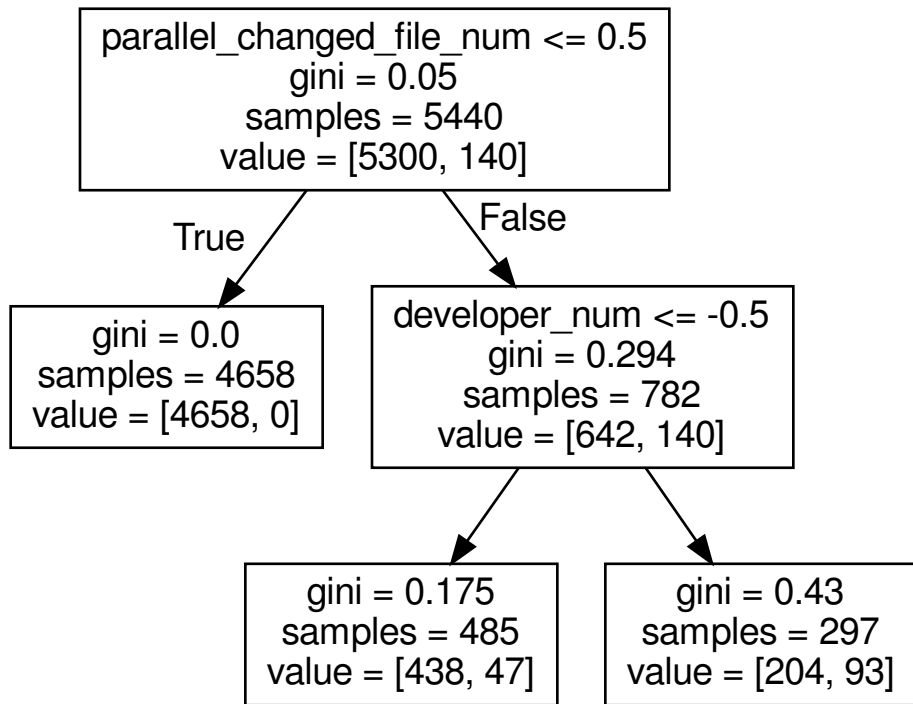 parallel_changed_file_num <= 0.5
gini = 0.05
samples = 5440
value = [5300, 140]
True
False
gini = 0.0
samples = 4658
value = [4658, 0]
developer_num <= -0.5
gini = 0.294
samples = 782
value = [642, 140]
gini = 0.175
samples = 485
value = [438, 47]
gini = 0.43
samples = 297
value = [204, 93]